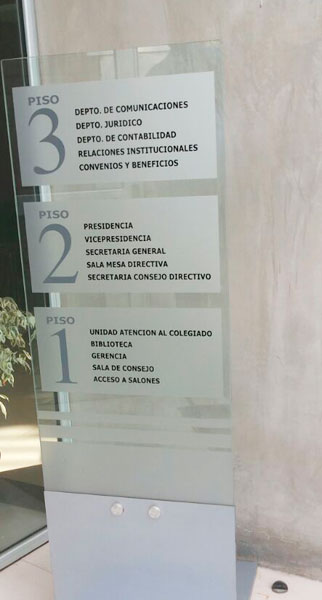 PISO
3
DEPTO. DE COMUNICACIONES
DEPTO. JURIDICO
DEPTO. DE CONTABILIDAD
RELACIONES INSTITUCIONALES
CONVENIOS Y BENEFICIOS
PISO
2
PRESIDENCIA
VICEPRESIDENCIA
SECRETARIA GENERAL
SALA MESA DIRECTIVA
SECRETARIA CONSEJO DIRECTIVO
PISO
1
UNIDAD ATENCION AL COLEGIADO
BIBLIOTECA
GERENCIA
SALA DE CONSEJO
ACCESO A SALONES